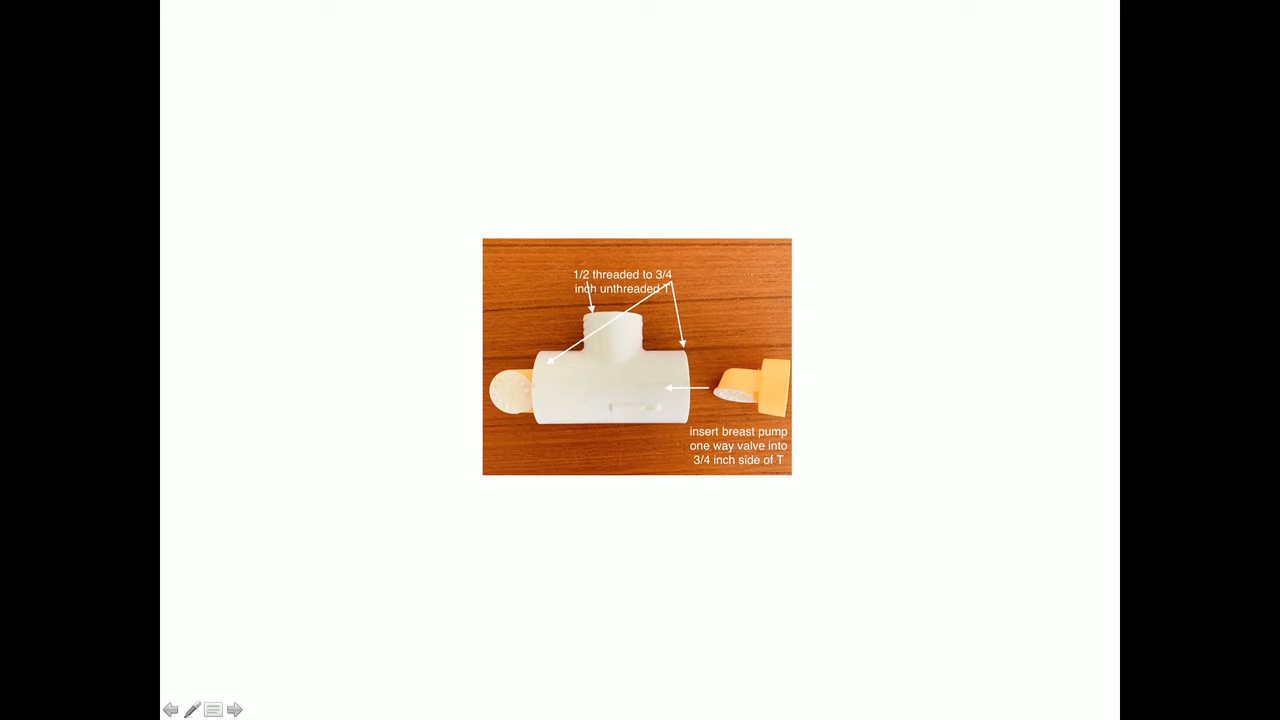 1/2 threaded to 3/4
inch unthreaded T
insert breast pump
one way valve into
3/4 inch side of T